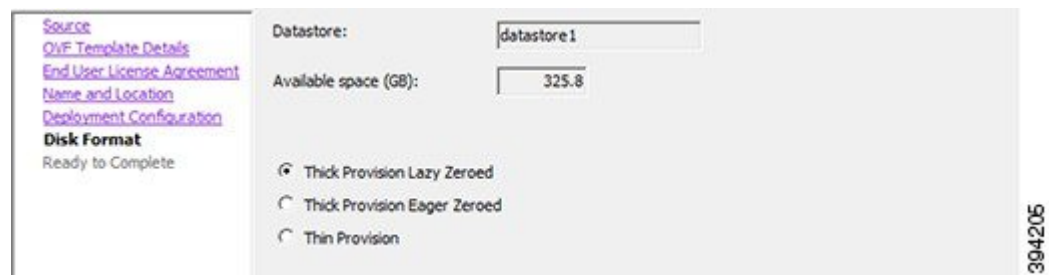 Source
OVF Template Details
End User License Agreement
Name and Location
Deployment Configuration
Disk Format
Ready to Complete
Datastore:
datastore1
Available space (GB):
325.8
Thick Provision Lazy Zeroed
Thick Provision Eager Zeroed
Thin Provision
394205